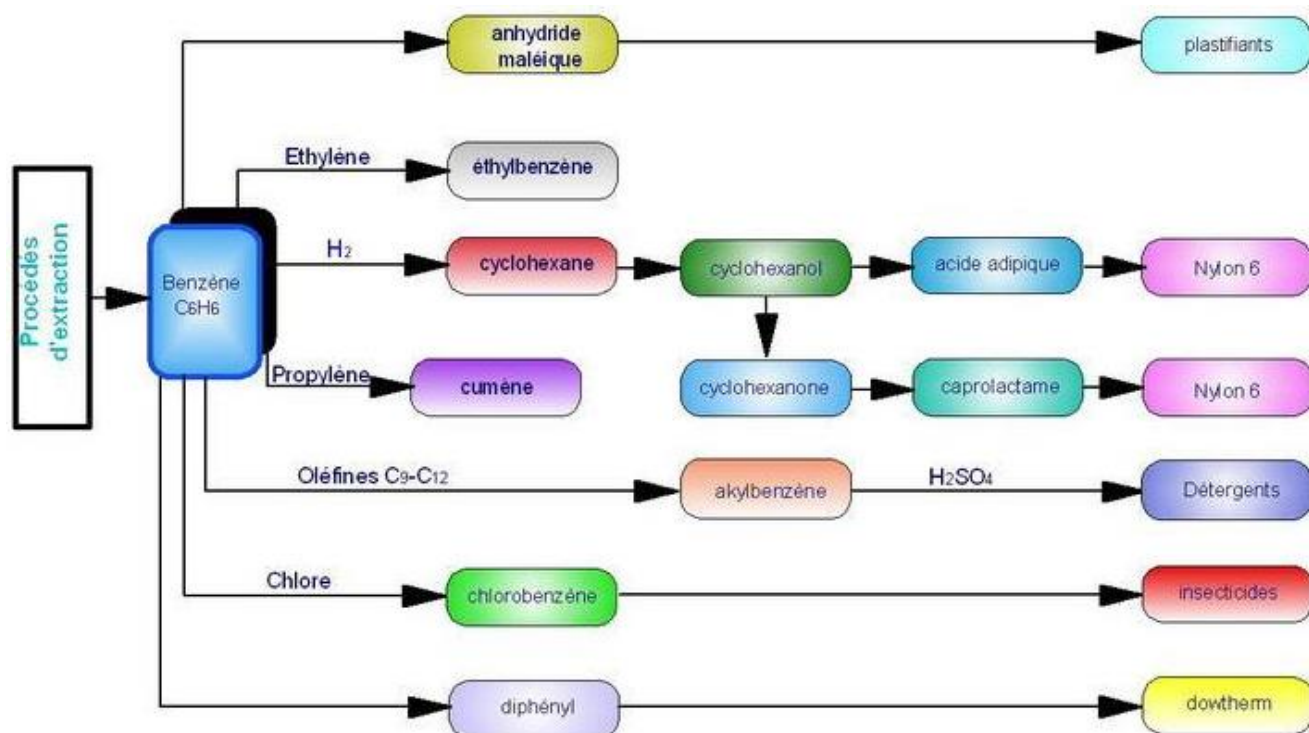 anhydride
maléique
plastifiants
Ethylène
éthylbenzène
Procédés
d'extraction
Benzène
C6H6
H2
cyclohexane
cyclohexanol
acide adipique
Nylon 6
Propylène
cumène
cyclohexanone
caprolactame
Nylon 6
Oléfines C9-C12
akylbenzène
H2SO4
Détergents
Chlore
chlorobenzène
insecticides
diphényl
dowtherm